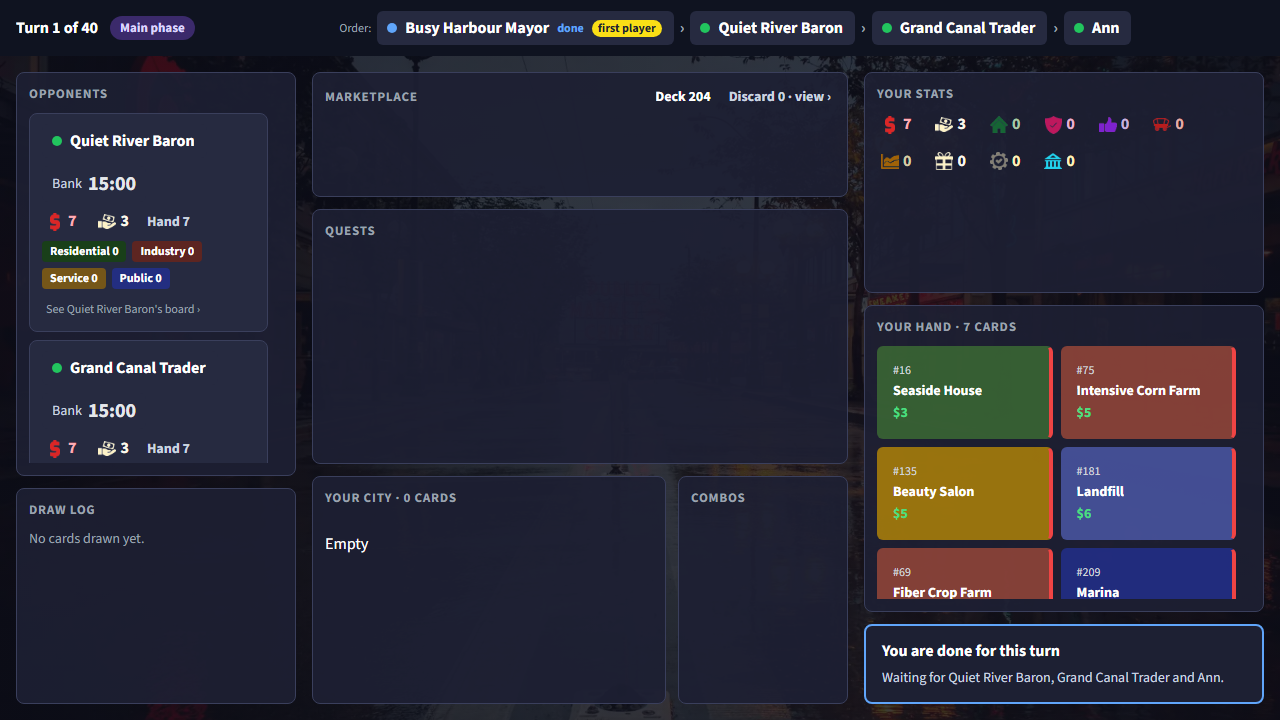 Turn 1 of 40 Main phase
Order: Busy Harbour Mayor done first player › Quiet River Baron › Grand Canal Trader › Ann
OPPONENTS
Quiet River Baron
Bank 15:00
7 3 Hand 7
Residential 0 Industry 0
Service 0 Public 0
See Quiet River Baron's board ›
Grand Canal Trader
Bank 15:00
7 3 Hand 7
DRAW LOG
No cards drawn yet.
MARKETPLACE
Deck 204 Discard 0 · view ›
QUESTS
YOUR CITY · 0 CARDS
Empty
COMBOS
YOUR STATS
7 3 0 0 0 0
0 0 0 0
YOUR HAND · 7 CARDS
#16
Seaside House
$3
#75
Intensive Corn Farm
$5
#135
Beauty Salon
$5
#181
Landfill
$6
#69
Fiber Crop Farm
#209
Marina
You are done for this turn
Waiting for Quiet River Baron, Grand Canal Trader and Ann.